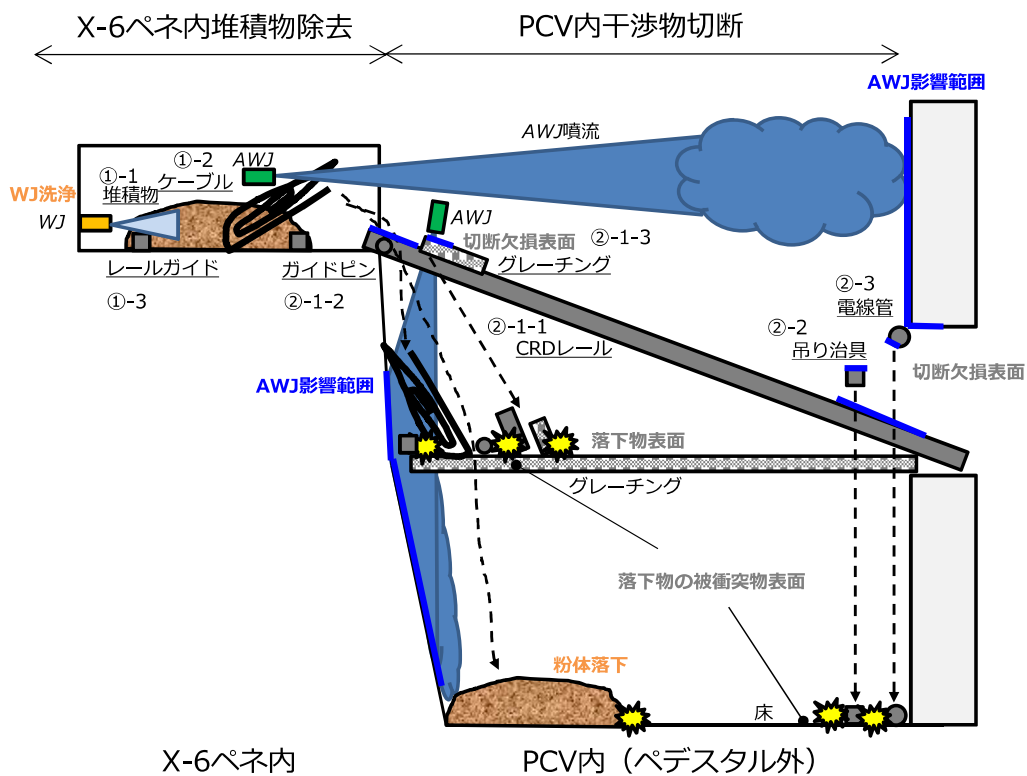 X-6ペネ内堆積物除去
PCV内干渉物切断
AWJ影響範囲
AWJ噴流
①-2
AWJ
①-1
ケーブル
堆積物
WJ洗浄
WJ
AWJ
切断欠損表面
②-1-3
グレーチング
レールガイド
ガイドピン
①-3
②-1-2
②-3
電線管
②-1-1
CRDレール
②-2
吊り治具
切断欠損表面
AWJ影響範囲
落下物表面
グレーチング
落下物の被衝突物表面
粉体落下
床
X-6ペネ内
PCV内（ペデスタル外）